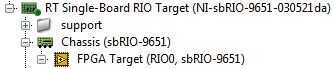 RT Single-Board RIO Target (NI-sbRIO-9651-030521da)
support
Chassis (sbRIO-9651)
FPGA Target (RIO0, sbRIO-9651)